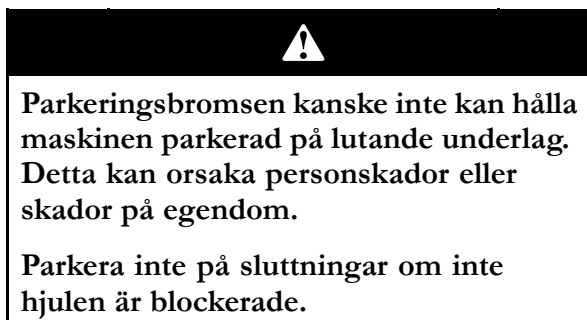 Parkeringsbromsen kanske inte kan hålla
maskinen parkerad på lutande underlag.
Detta kan orsaka personskador eller
skador på egendom.
Parkera inte på sluttningar om inte
hjulen är blockerade.